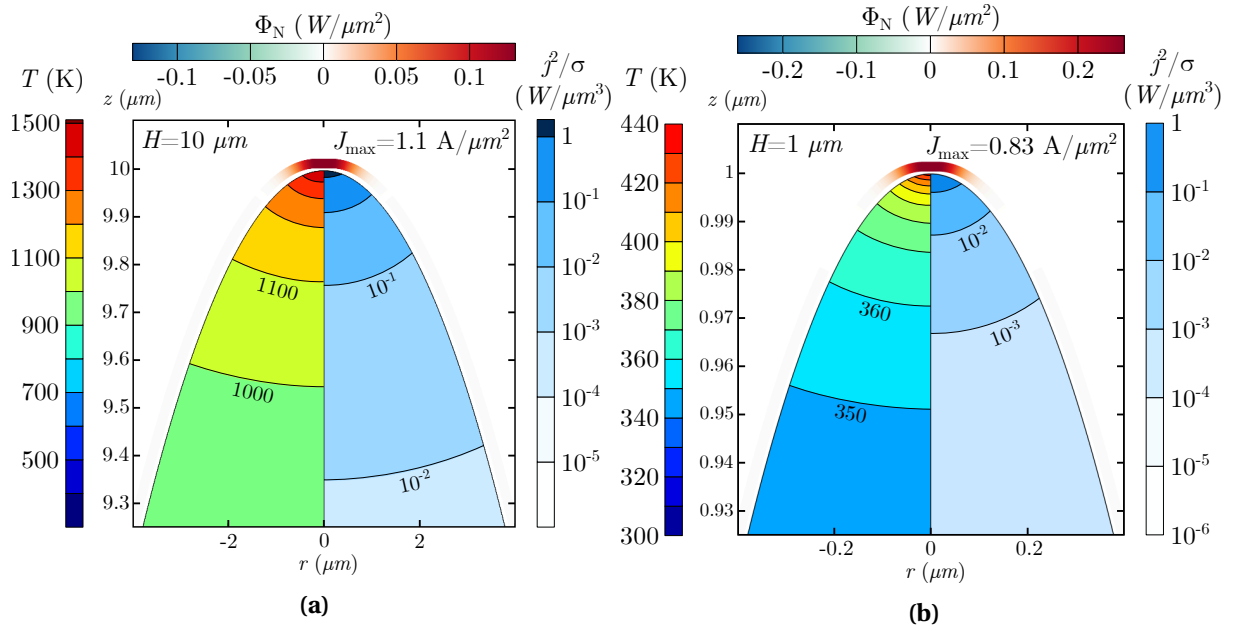 Φ_N (W/μm²)
-0.1 -0.05 0 0.05 0.1
T (K)
j²/σ
(W/μm³)
z (μm)
H=10 μm
J_max=1.1 A/μm²
1500
1300
1100
900
700
500
10
9.9
9.8
9.7
9.6
9.5
9.4
9.3
1100
1000
10⁻¹
10⁻²
1
10⁻¹
10⁻²
10⁻³
10⁻⁴
10⁻⁵
-2 0 2
r (μm)
(a)
Φ_N (W/μm²)
-0.2 -0.1 0 0.1 0.2
T (K)
j²/σ
(W/μm³)
z (μm)
H=1 μm
J_max=0.83 A/μm²
440
420
400
380
360
340
320
300
1
0.99
0.98
0.97
0.96
0.95
0.94
0.93
360
350
10⁻²
10⁻³
1
10⁻¹
10⁻²
10⁻³
10⁻⁴
10⁻⁵
10⁻⁶
-0.2 0 0.2
r (μm)
(b)